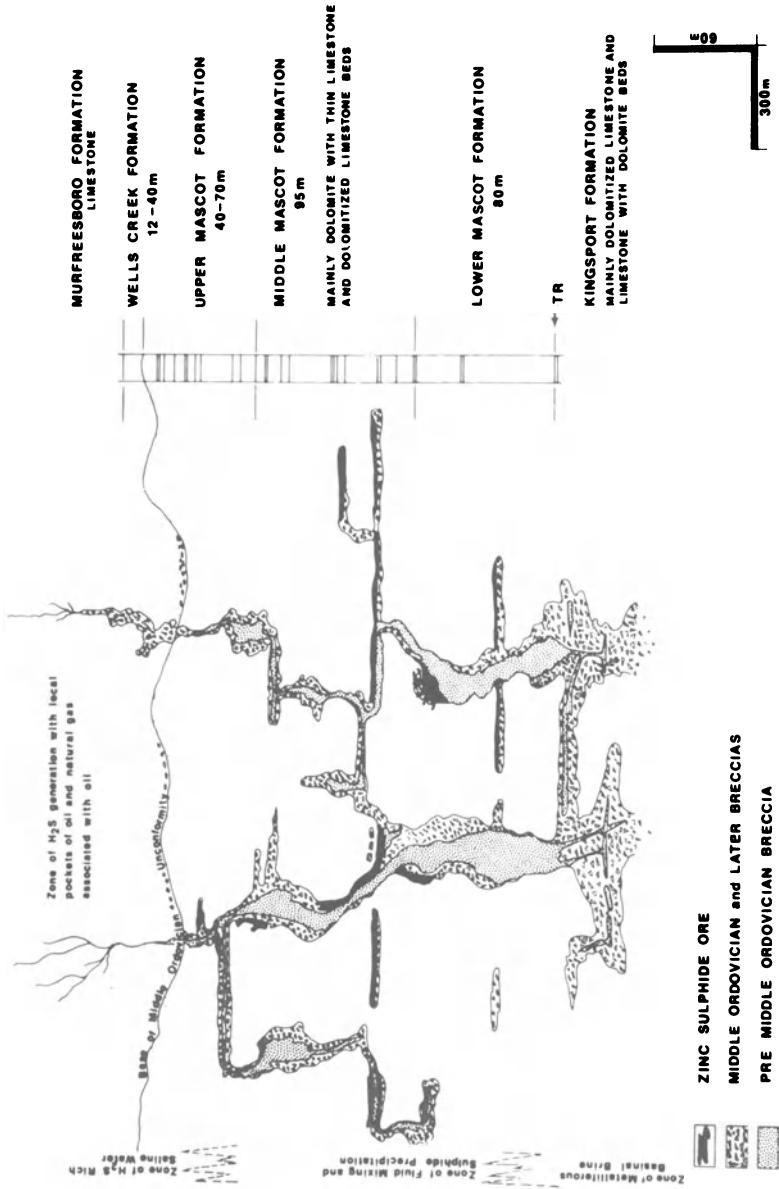 MURFREESBORO FORMATION
LIMESTONE
WELLS CREEK FORMATION
12-40m
UPPER MASCOT FORMATION
40-70m
MIDDLE MASCOT FORMATION
95m
MAINLY DOLOMITE WITH THIN LIMESTONE
AND DOLOMITIZED LIMESTONE BEDS
LOWER MASCOT FORMATION
80m
TR
KINGSPORT FORMATION
MAINLY DOLOMITIZED LIMESTONE AND
LIMESTONE WITH DOLOMITE BEDS
60m
300m
Zone of H2S generation with local
pockets of oil and natural gas
associated with oil
Base of Middle Ordovician Unconformity
Zone of H2S Rich
Saline Water
Zone of Fluid Mixing and
Sulphide Precipitation
Zone of Metalliferous
Basinal Brine
ZINC SULPHIDE ORE
MIDDLE ORDOVICIAN and LATER BRECCIAS
PRE MIDDLE ORDOVICIAN BRECCIA